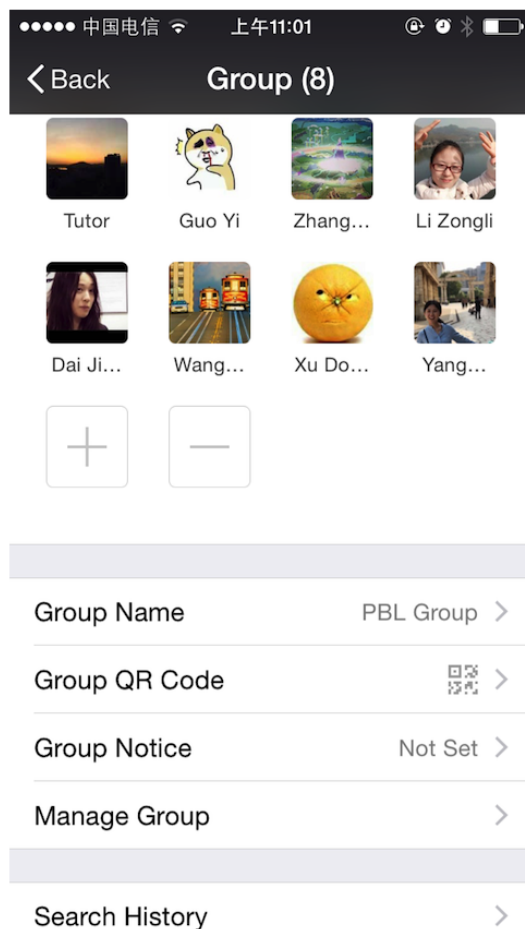 中国电信 上午11:01
Back Group (8)
Tutor Guo Yi Zhang... Li Zongli
Dai Ji... Wang... Xu Do... Yang...
Group Name PBL Group
Group QR Code
Group Notice Not Set
Manage Group
Search History